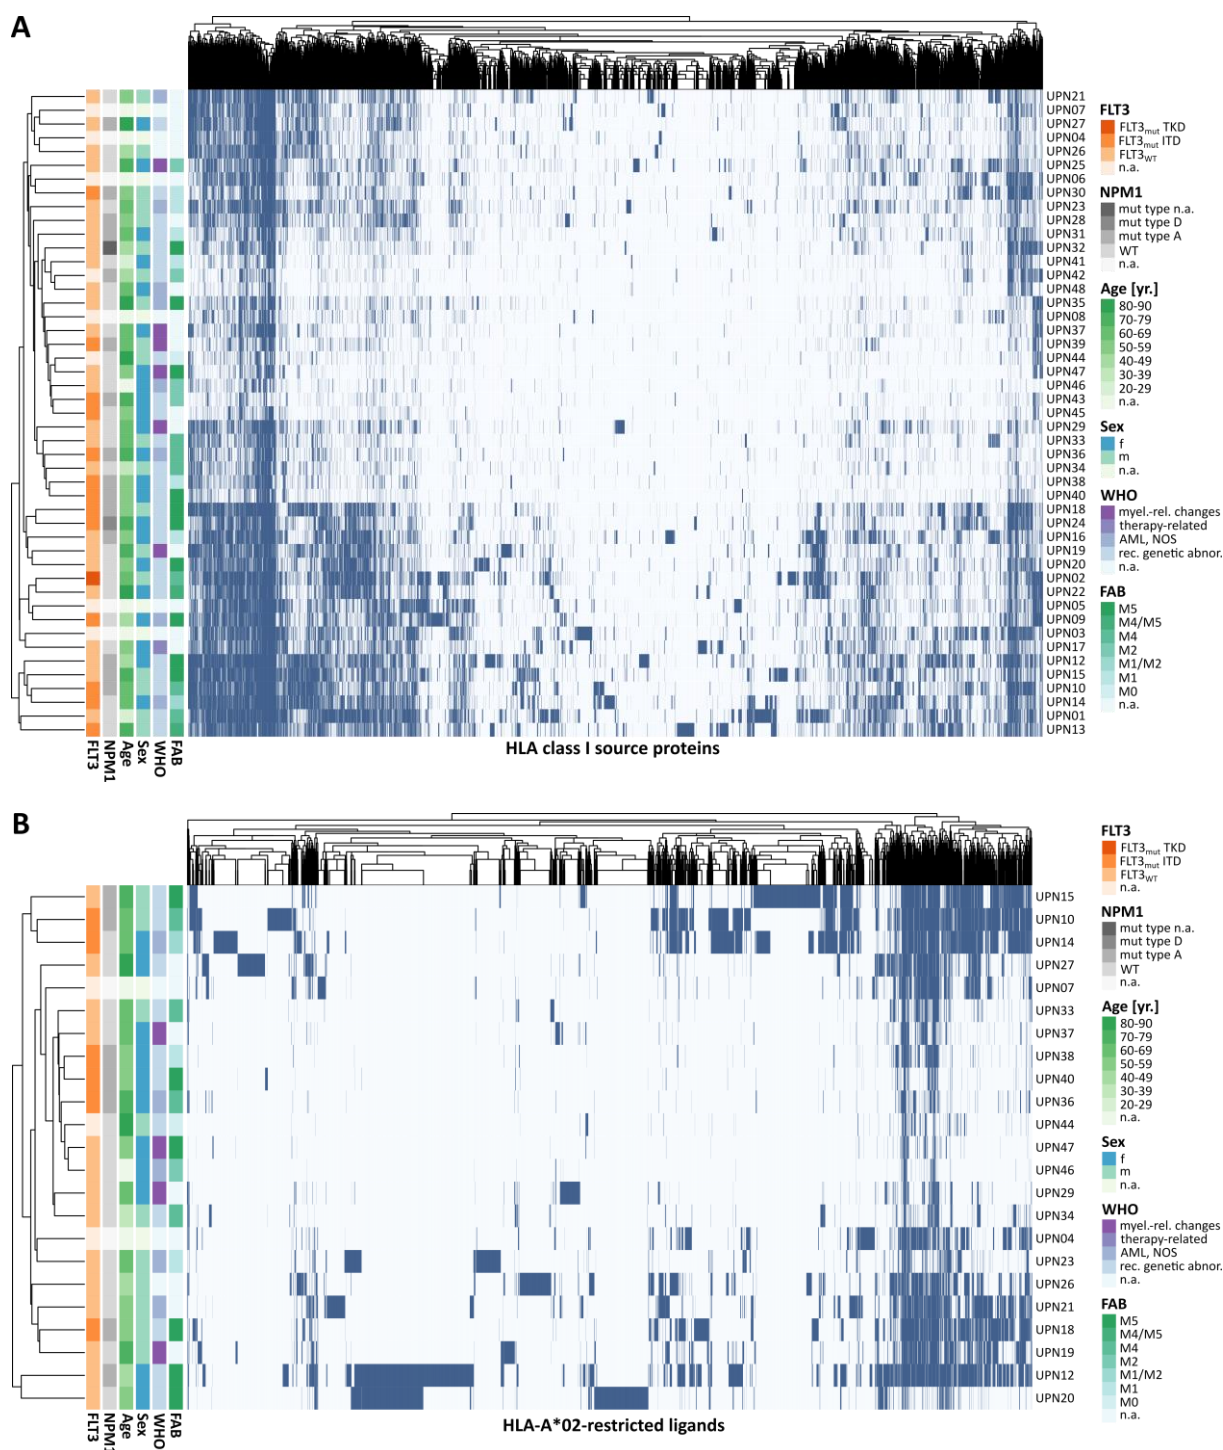 A
UPN21
UPN07
UPN27
UPN04
UPN26
UPN25
UPN06
UPN30
UPN23
UPN28
UPN31
UPN32
UPN41
UPN42
UPN48
UPN35
UPN08
UPN37
UPN39
UPN44
UPN47
UPN46
UPN43
UPN45
UPN29
UPN33
UPN36
UPN34
UPN38
UPN40
UPN18
UPN24
UPN16
UPN19
UPN20
UPN02
UPN22
UPN05
UPN09
UPN03
UPN17
UPN12
UPN15
UPN10
UPN14
UPN01
UPN13
FLT3 NPM1 Age Sex WHO FAB
HLA class I source proteins
FLT3
FLT3mut TKD
FLT3mut ITD
FLT3WT
n.a.
NPM1
mut type n.a.
mut type D
mut type A
WT
n.a.
Age [yr.]
80-90
70-79
60-69
50-59
40-49
30-39
20-29
n.a.
Sex
f
m
n.a.
WHO
myel.-rel. changes
therapy-related
AML, NOS
rec. genetic abnor.
n.a.
FAB
M5
M4/M5
M4
M2
M1/M2
M1
M0
n.a.
B
UPN15
UPN10
UPN14
UPN27
UPN07
UPN33
UPN37
UPN38
UPN40
UPN36
UPN44
UPN47
UPN46
UPN29
UPN34
UPN04
UPN23
UPN26
UPN21
UPN18
UPN19
UPN12
UPN20
FLT3 NPM1 Age Sex WHO FAB
HLA-A*02-restricted ligands
FLT3
FLT3mut TKD
FLT3mut ITD
FLT3WT
n.a.
NPM1
mut type n.a.
mut type D
mut type A
WT
n.a.
Age [yr.]
80-90
70-79
60-69
50-59
40-49
30-39
20-29
n.a.
Sex
f
m
n.a.
WHO
myel.-rel. changes
therapy-related
AML, NOS
rec. genetic abnor.
n.a.
FAB
M5
M4/M5
M4
M2
M1/M2
M1
M0
n.a.